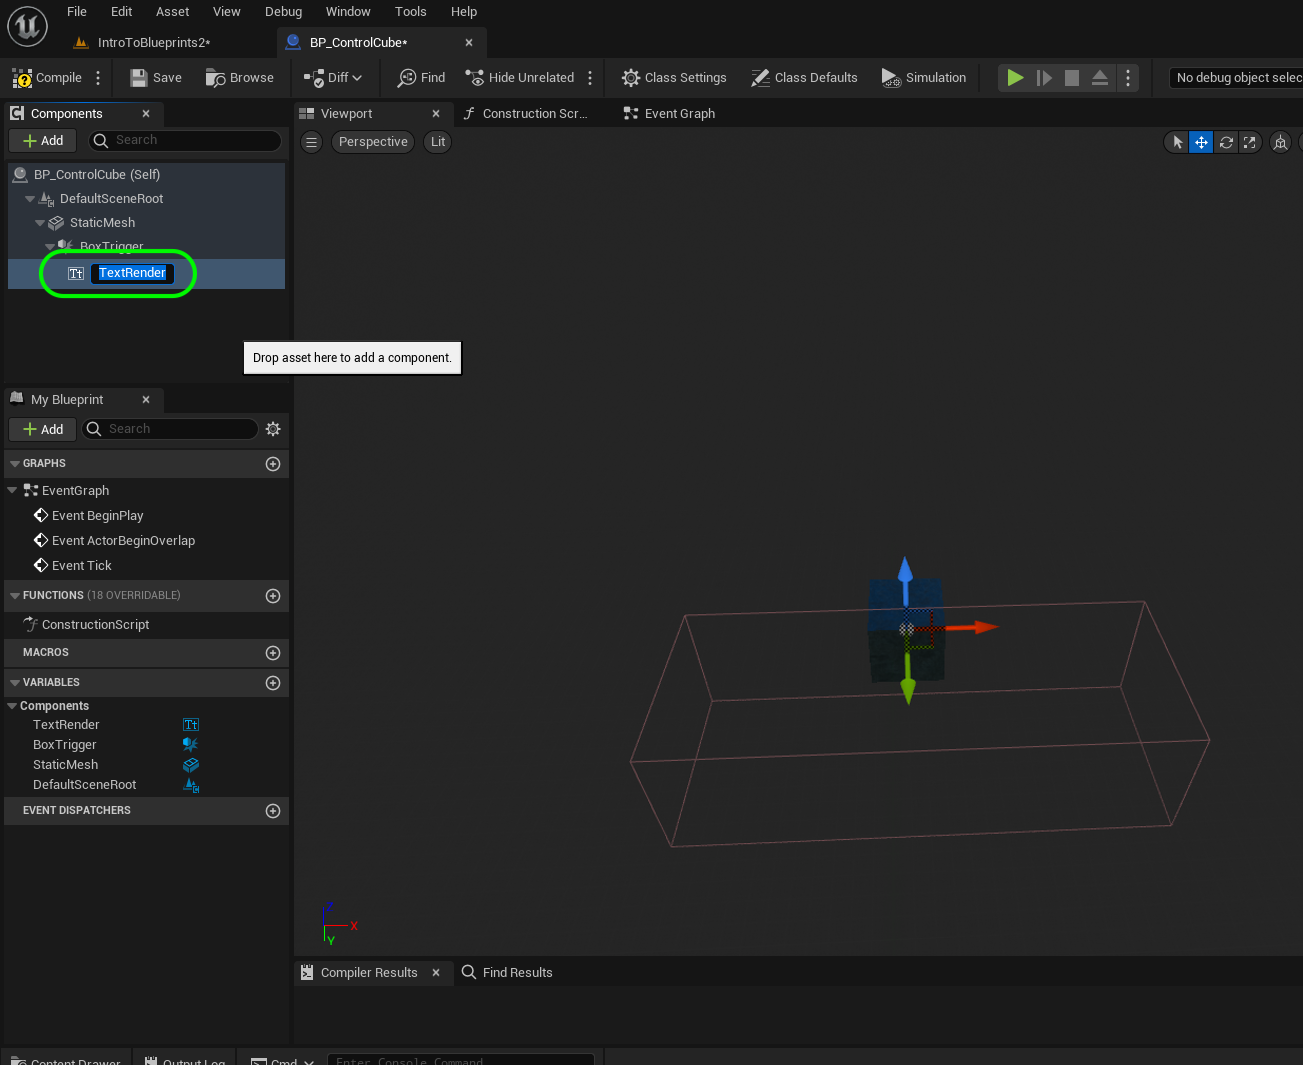 File Edit Asset View Debug Window Tools Help
IntroToBlueprints2* BP_ControlCube*
Compile Save Browse Diff Find Hide Unrelated Class Settings Class Defaults Simulation No debug object selec
Components Viewport Construction Scr... Event Graph
Add Search Perspective Lit
BP_ControlCube (Self)
DefaultSceneRoot
StaticMesh
BoxTrigger
Tt TextRender
Drop asset here to add a component.
My Blueprint
Add Search
GRAPHS
EventGraph
Event BeginPlay
Event ActorBeginOverlap
Event Tick
FUNCTIONS (18 OVERRIDABLE)
ConstructionScript
MACROS
VARIABLES
Components
TextRender Tt
BoxTrigger
StaticMesh
DefaultSceneRoot
EVENT DISPATCHERS
Z
X
Y
Compiler Results Find Results
Content Drawer Output Log Cmd Enter Console Command